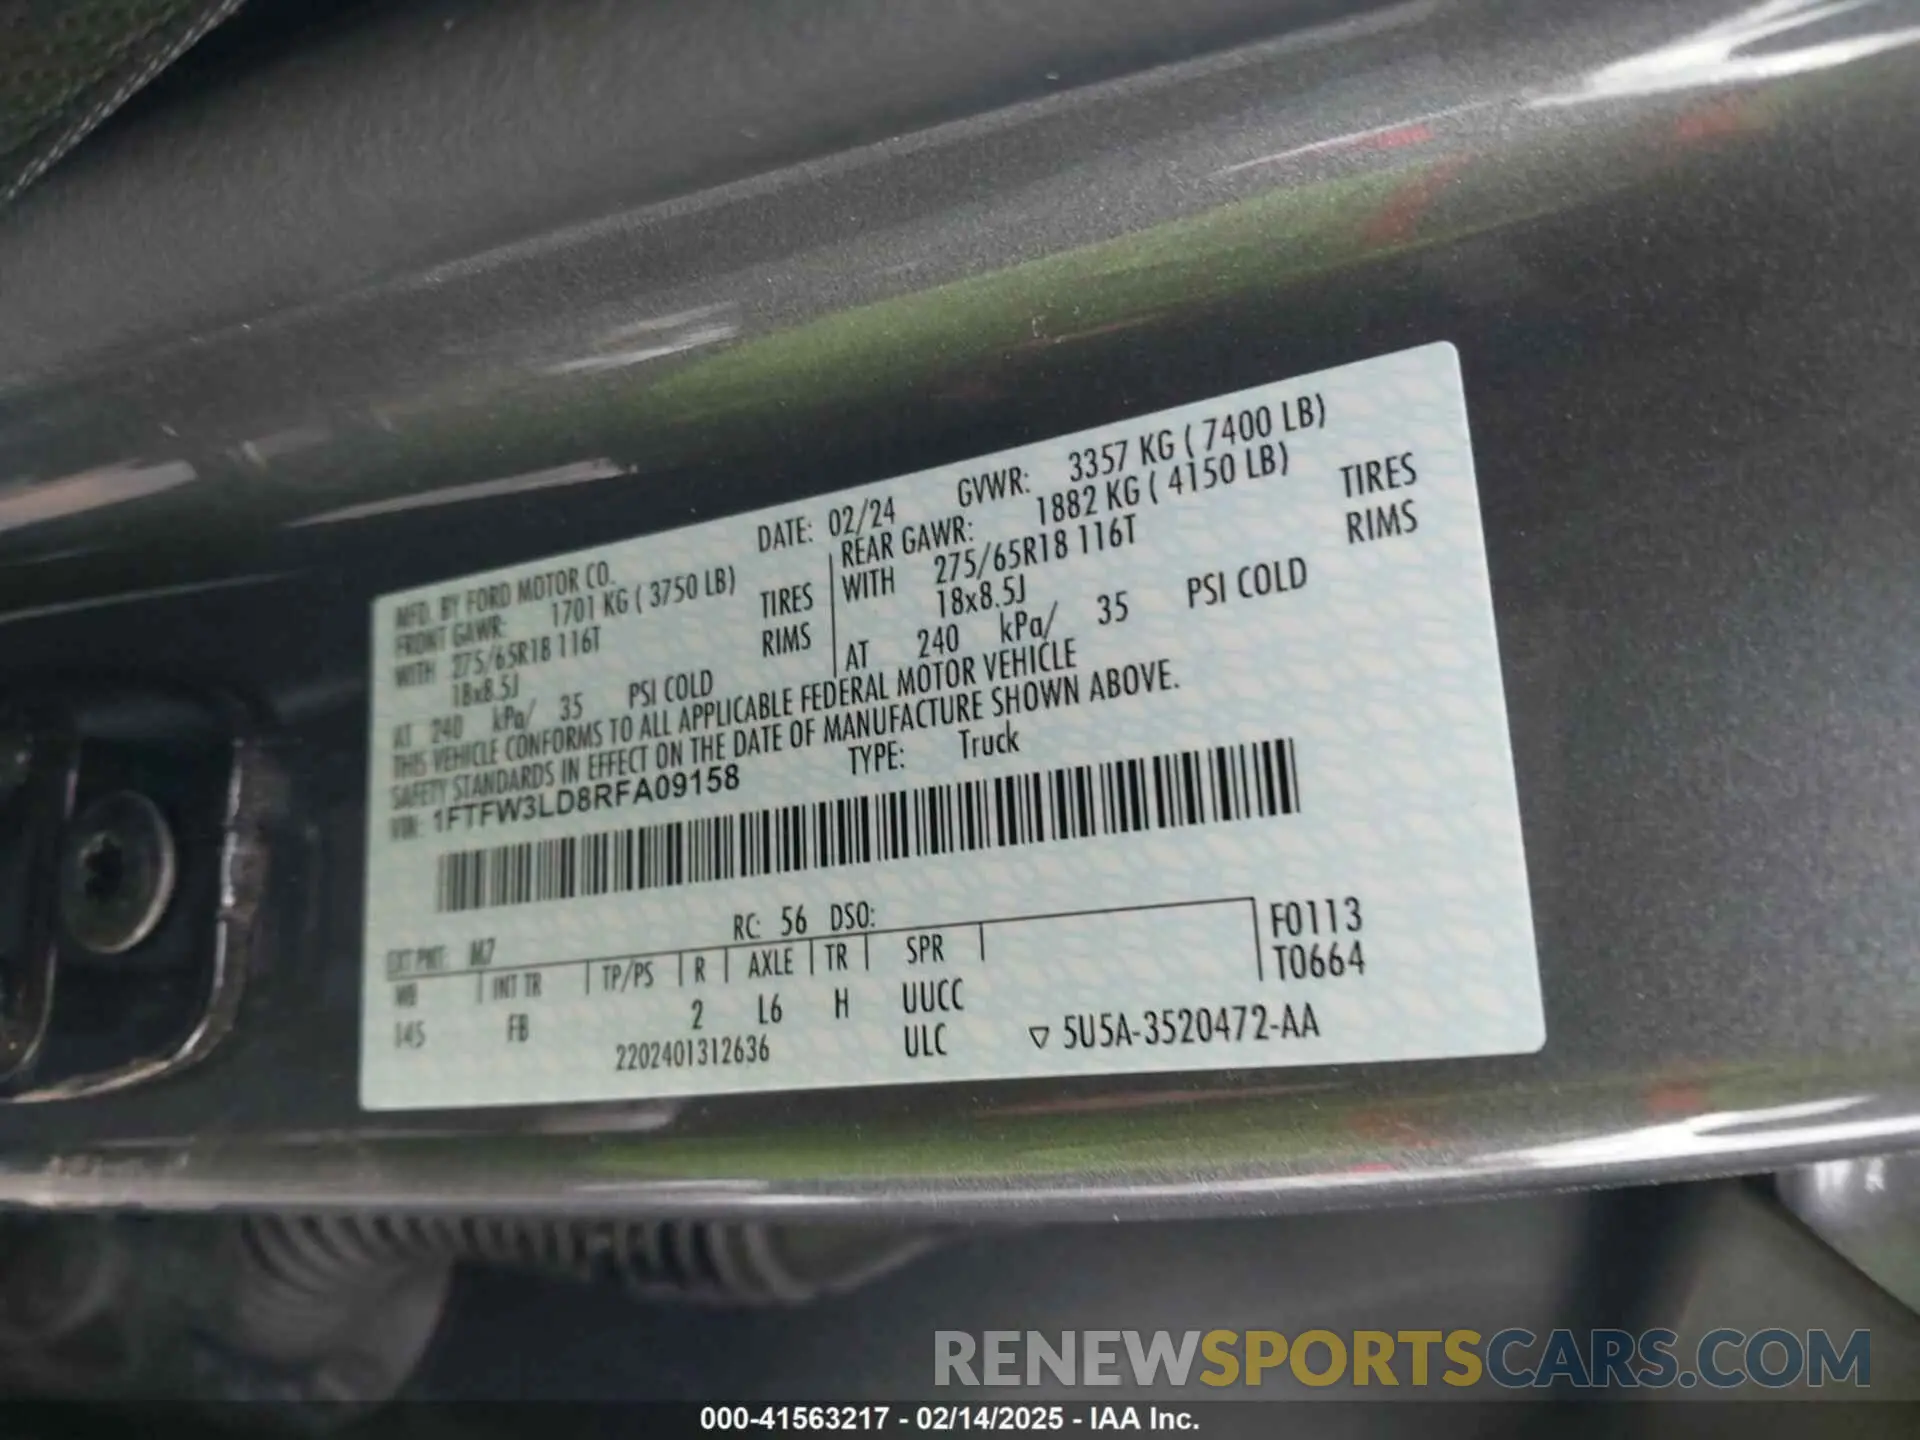 MFD. BY FORD MOTOR CO. DATE: 02/24 GVWR: 3357 KG ( 7400 LB)
FRONT GAWR: 1701 KG ( 3750 LB) REAR GAWR: 1882 KG ( 4150 LB)
WITH 275/65R18 116T TIRES WITH 275/65R18 116T TIRES
18x8.5J RIMS 18x8.5J RIMS
AT 240 kPa/ 35 PSI COLD AT 240 kPa/ 35 PSI COLD
THIS VEHICLE CONFORMS TO ALL APPLICABLE FEDERAL MOTOR VEHICLE
SAFETY STANDARDS IN EFFECT ON THE DATE OF MANUFACTURE SHOWN ABOVE.
VIN: 1FTFW3LD8RFA09158 TYPE: Truck
EXT PNT: M7 RC: 56 DSO:
WB INT TR TP/PS R AXLE TR SPR F0113
145 FB 2 L6 H UUCC T0664
2202401312636 ULC ▽ 5U5A-3520472-AA
RENEWSPORTSCARS.COM
000-41563217 - 02/14/2025 - IAA Inc.